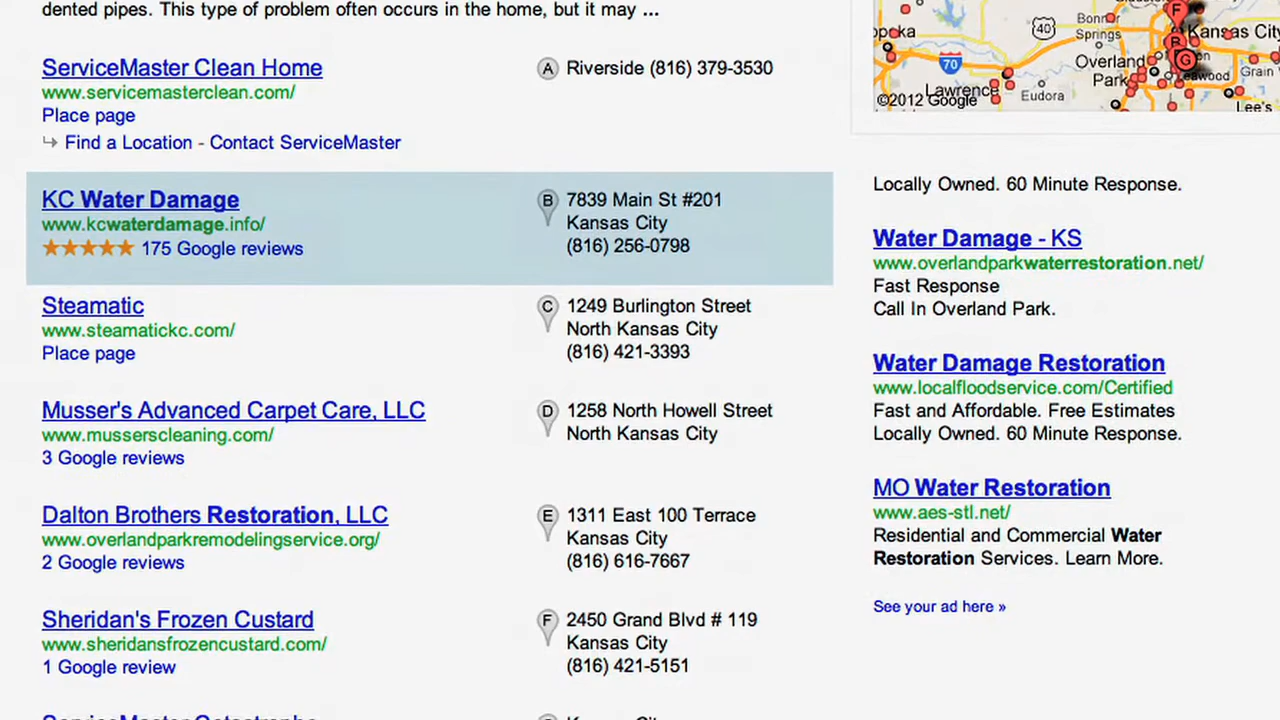 dented pipes. This type of problem often occurs in the home, but it may ...
ServiceMaster Clean Home
www.servicemasterclean.com/
Place page
Find a Location - Contact ServiceMaster
A Riverside (816) 379-3530
KC Water Damage
www.kcwaterdamage.info/
175 Google reviews
B 7839 Main St #201
Kansas City
(816) 256-0798
Steamatic
www.steamatickc.com/
Place page
C 1249 Burlington Street
North Kansas City
(816) 421-3393
Musser's Advanced Carpet Care, LLC
www.musserscleaning.com/
3 Google reviews
D 1258 North Howell Street
North Kansas City
Dalton Brothers Restoration, LLC
www.overlandparkremodelingservice.org/
2 Google reviews
E 1311 East 100 Terrace
Kansas City
(816) 616-7667
Sheridan's Frozen Custard
www.sheridansfrozencustard.com/
1 Google review
F 2450 Grand Blvd # 119
Kansas City
(816) 421-5151
F
Kansas City
Springs
40
B
opeka
70
Overland
Park
G
Lawrence
Eudora
Grain
Lee's
©2012 Google
Locally Owned. 60 Minute Response.
Water Damage - KS
www.overlandparkwaterrestoration.net/
Fast Response
Call In Overland Park.
Water Damage Restoration
www.localfloodservice.com/Certified
Fast and Affordable. Free Estimates
Locally Owned. 60 Minute Response.
MO Water Restoration
www.aes-stl.net/
Residential and Commercial Water
Restoration Services. Learn More.
See your ad here »